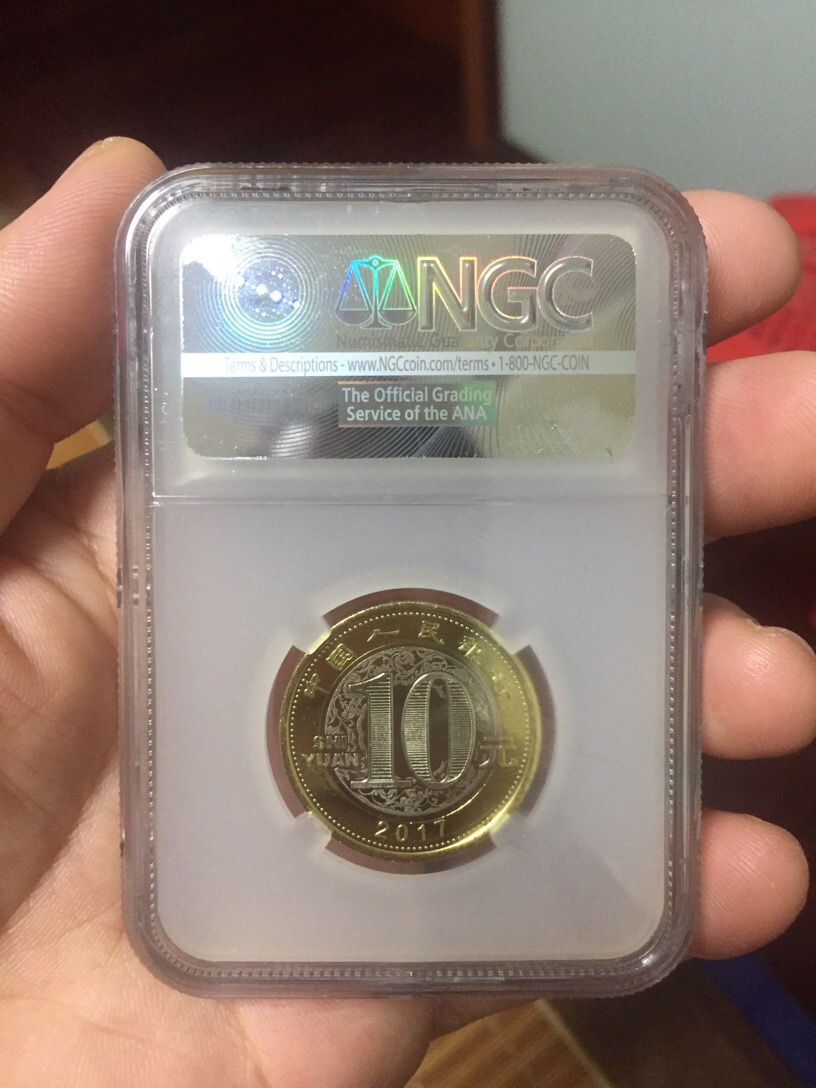 NGC
Numismatic Guaranty Corporation
Terms & Descriptions - www.NGCcoin.com/terms • 1-800-NGC-COIN
The Official Grading
Service of the ANA
中国人民银行
10
SHI
YUAN
元
2017